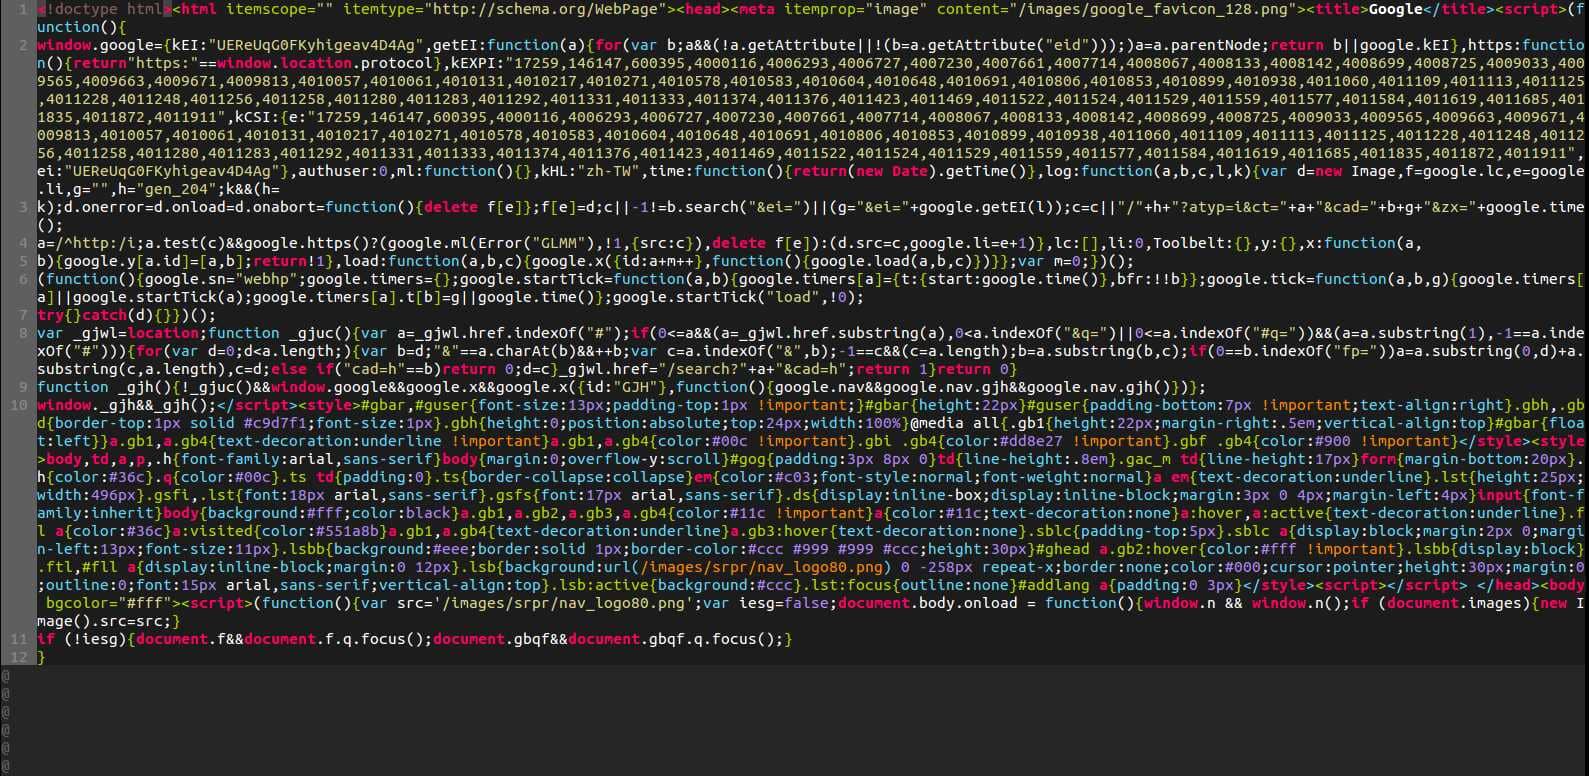 1 <!doctype html><html itemscope="" itemtype="http://schema.org/WebPage"><head><meta itemprop="image" content="/images/google_favicon_128.png"><title>Google</title><script>(f
unction(){
2 window.google={kEI:"UEReUqG0FKyhigeav4D4Ag",getEI:function(a){for(var b;a&&(!a.getAttribute||!(b=a.getAttribute("eid")));)a=a.parentNode;return b||google.kEI},https:functio
n(){return"https:"==window.location.protocol},kEXPI:"17259,146147,600395,4000116,4006293,4006727,4007230,4007661,4007714,4008067,4008133,4008142,4008699,4008725,4009033,400
9565,4009663,4009671,4009813,4010057,4010061,4010131,4010217,4010271,4010578,4010583,4010604,4010648,4010691,4010806,4010853,4010899,4010938,4011060,4011109,4011113,4011125
,4011228,4011248,4011256,4011258,4011280,4011283,4011292,4011331,4011333,4011374,4011376,4011423,4011469,4011522,4011524,4011529,4011559,4011577,4011584,4011619,4011685,401
1835,4011872,4011911",kCSI:{e:"17259,146147,600395,4000116,4006293,4006727,4007230,4007661,4007714,4008067,4008133,4008142,4008699,4008725,4009033,4009565,4009663,4009671,4
009813,4010057,4010061,4010131,4010217,4010271,4010578,4010583,4010604,4010648,4010691,4010806,4010853,4010899,4010938,4011060,4011109,4011113,4011125,4011228,4011248,40112
56,4011258,4011280,4011283,4011292,4011331,4011333,4011374,4011376,4011423,4011469,4011522,4011524,4011529,4011559,4011577,4011584,4011619,4011685,4011835,4011872,4011911",
ei:"UEReUqG0FKyhigeav4D4Ag"},authuser:0,ml:function(){},kHL:"zh-TW",time:function(){return(new Date).getTime()},log:function(a,b,c,l,k){var d=new Image,f=google.lc,e=google
.li,g="",h="gen_204";k&&(h=
3 k);d.onerror=d.onload=d.onabort=function(){delete f[e]};f[e]=d;c||-1!=b.search("&ei=")||(g="&ei="+google.getEI(l));c=c||"/"+h+"?atyp=i&ct="+a+"&cad="+b+g+"&zx="+google.time
();
4 a=/^http:/i;a.test(c)&&google.https()?(google.ml(Error("GLMM"),!1,{src:c}),delete f[e]):(d.src=c,google.li=e+1)},lc:[],li:0,Toolbelt:{},y:{},x:function(a,
5 b){google.y[a.id]=[a,b];return!1},load:function(a,b,c){google.x({id:a+m++},function(){google.load(a,b,c)})}};var m=0;})();
6 (function(){google.sn="webhp";google.timers={};google.startTick=function(a,b){google.timers[a]={t:{start:google.time()},bfr:!!b}};google.tick=function(a,b,g){google.timers[
a]||google.startTick(a);google.timers[a].t[b]=g||google.time()};google.startTick("load",!0);
7 try{}catch(d){}})();
8 var _gjwl=location;function _gjuc(){var a=_gjwl.href.indexOf("#");if(0<=a&&(a=_gjwl.href.substring(a),0<a.indexOf("&q=")||0<=a.indexOf("#q="))&&(a=a.substring(1),-1==a.inde
xOf("#"))){for(var d=0;d<a.length;){var b=d;"&"==a.charAt(b)&&++b;var c=a.indexOf("&",b);-1==c&&(c=a.length);b=a.substring(b,c);if(0==b.indexOf("fp="))a=a.substring(0,d)+a.
substring(c,a.length),c=d;else if("cad=h"==b)return 0;d=c}_gjwl.href="/search?"+a+"&cad=h";return 1}return 0}
9 function _gjh(){!_gjuc()&&window.google&&google.x&&google.x({id:"GJH"},function(){google.nav&&google.nav.gjh&&google.nav.gjh()})};
10 window._gjh&&_gjh();</script><style>#gbar,#guser{font-size:13px;padding-top:1px !important;}#gbar{height:22px}#guser{padding-bottom:7px !important;text-align:right}.gbh,.gb
d{border-top:1px solid #c9d7f1;font-size:1px}.gbh{height:0;position:absolute;top:24px;width:100%}@media all{.gb1{height:22px;margin-right:.5em;vertical-align:top}#gbar{floa
t:left}}a.gb1,a.gb4{text-decoration:underline !important}a.gb1,a.gb4{color:#00c !important}.gbi .gb4{color:#dd8e27 !important}.gbf .gb4{color:#900 !important}</style><style
>body,td,a,p,.h{font-family:arial,sans-serif}body{margin:0;overflow-y:scroll}#gog{padding:3px 8px 0}td{line-height:.8em}.gac_m td{line-height:17px}form{margin-bottom:20px}.
h{color:#36c}.q{color:#00c}.ts td{padding:0}.ts{border-collapse:collapse}em{color:#c03;font-style:normal;font-weight:normal}a em{text-decoration:underline}.lst{height:25px;
width:496px}.gsfi,.lst{font:18px arial,sans-serif}.gsfs{font:17px arial,sans-serif}.ds{display:inline-box;display:inline-block;margin:3px 0 4px;margin-left:4px}input{font-f
amily:inherit}body{background:#fff;color:black}a.gb1,a.gb2,a.gb3,a.gb4{color:#11c !important}a{color:#11c;text-decoration:none}a:hover,a:active{text-decoration:underline}.f
l a{color:#36c}a:visited{color:#551a8b}a.gb1,a.gb4{text-decoration:underline}a.gb3:hover{text-decoration:none}.sblc{padding-top:5px}.sblc a{display:block;margin:2px 0;margi
n-left:13px;font-size:11px}.lsbb{background:#eee;border:solid 1px;border-color:#ccc #999 #999 #ccc;height:30px}#ghead a.gb2:hover{color:#fff !important}.lsbb{display:block}
.ftl,#fll a{display:inline-block;margin:0 12px}.lsb{background:url(/images/srpr/nav_logo80.png) 0 -258px repeat-x;border:none;color:#000;cursor:pointer;height:30px;margin:0
;outline:0;font:15px arial,sans-serif;vertical-align:top}.lsb:active{background:#ccc}.lst:focus{outline:none}#addlang a{padding:0 3px}</style><script></script> </head><body
 bgcolor="#fff"><script>(function(){var src='/images/srpr/nav_logo80.png';var iesg=false;document.body.onload = function(){window.n && window.n();if (document.images){new I
mage().src=src;}
11 if (!iesg){document.f&&document.f.q.focus();document.gbqf&&document.gbqf.q.focus();}
12 }
@
@
@
@
@
@